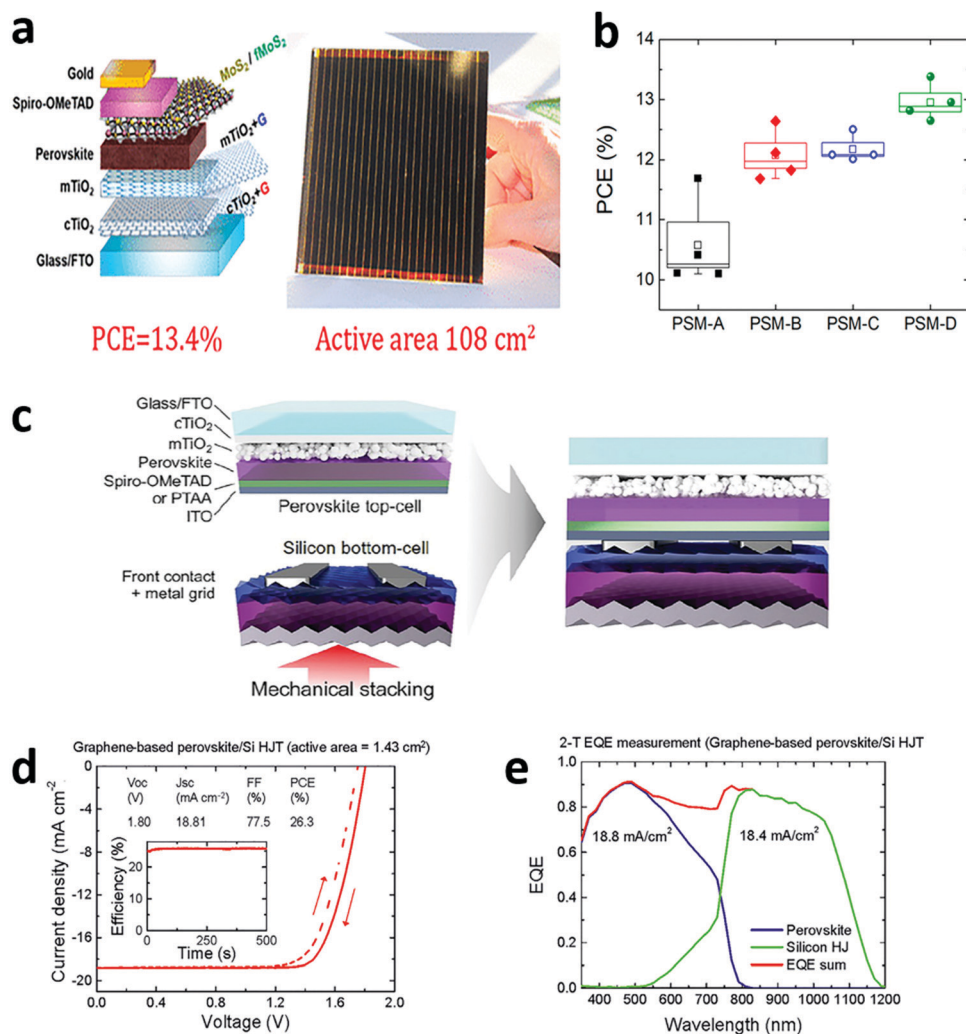 a
Gold
Spiro-OMeTAD
Perovskite
mTiO₂
cTiO₂
Glass/FTO
MoS₂ / fMoS₂
mTiO₂+G
cTiO₂+G
PCE=13.4%
Active area 108 cm²
b
PCE (%)
14
13
12
11
10
PSM-A PSM-B PSM-C PSM-D
c
Glass/FTO
cTiO₂
mTiO₂
Perovskite
Spiro-OMeTAD
or PTAA
ITO
Perovskite top-cell
Silicon bottom-cell
Front contact
+ metal grid
Mechanical stacking
d
Graphene-based perovskite/Si HJT (active area = 1.43 cm²)
Current density (mA cm⁻²)
0
-4
-8
-12
-16
-20
Voc Jsc FF PCE
(V) (mA cm⁻²) (%) (%)
1.80 18.81 77.5 26.3
Efficiency (%)
20
10
0
0 250 500
Time (s)
0.0 0.4 0.8 1.2 1.6 2.0
Voltage (V)
e
2-T EQE measurement (Graphene-based perovskite/Si HJT
EQE
1.0
0.8
0.6
0.4
0.2
0.0
18.8 mA/cm²
18.4 mA/cm²
Perovskite
Silicon HJ
EQE sum
400 500 600 700 800 900 1000 1100 1200
Wavelength (nm)